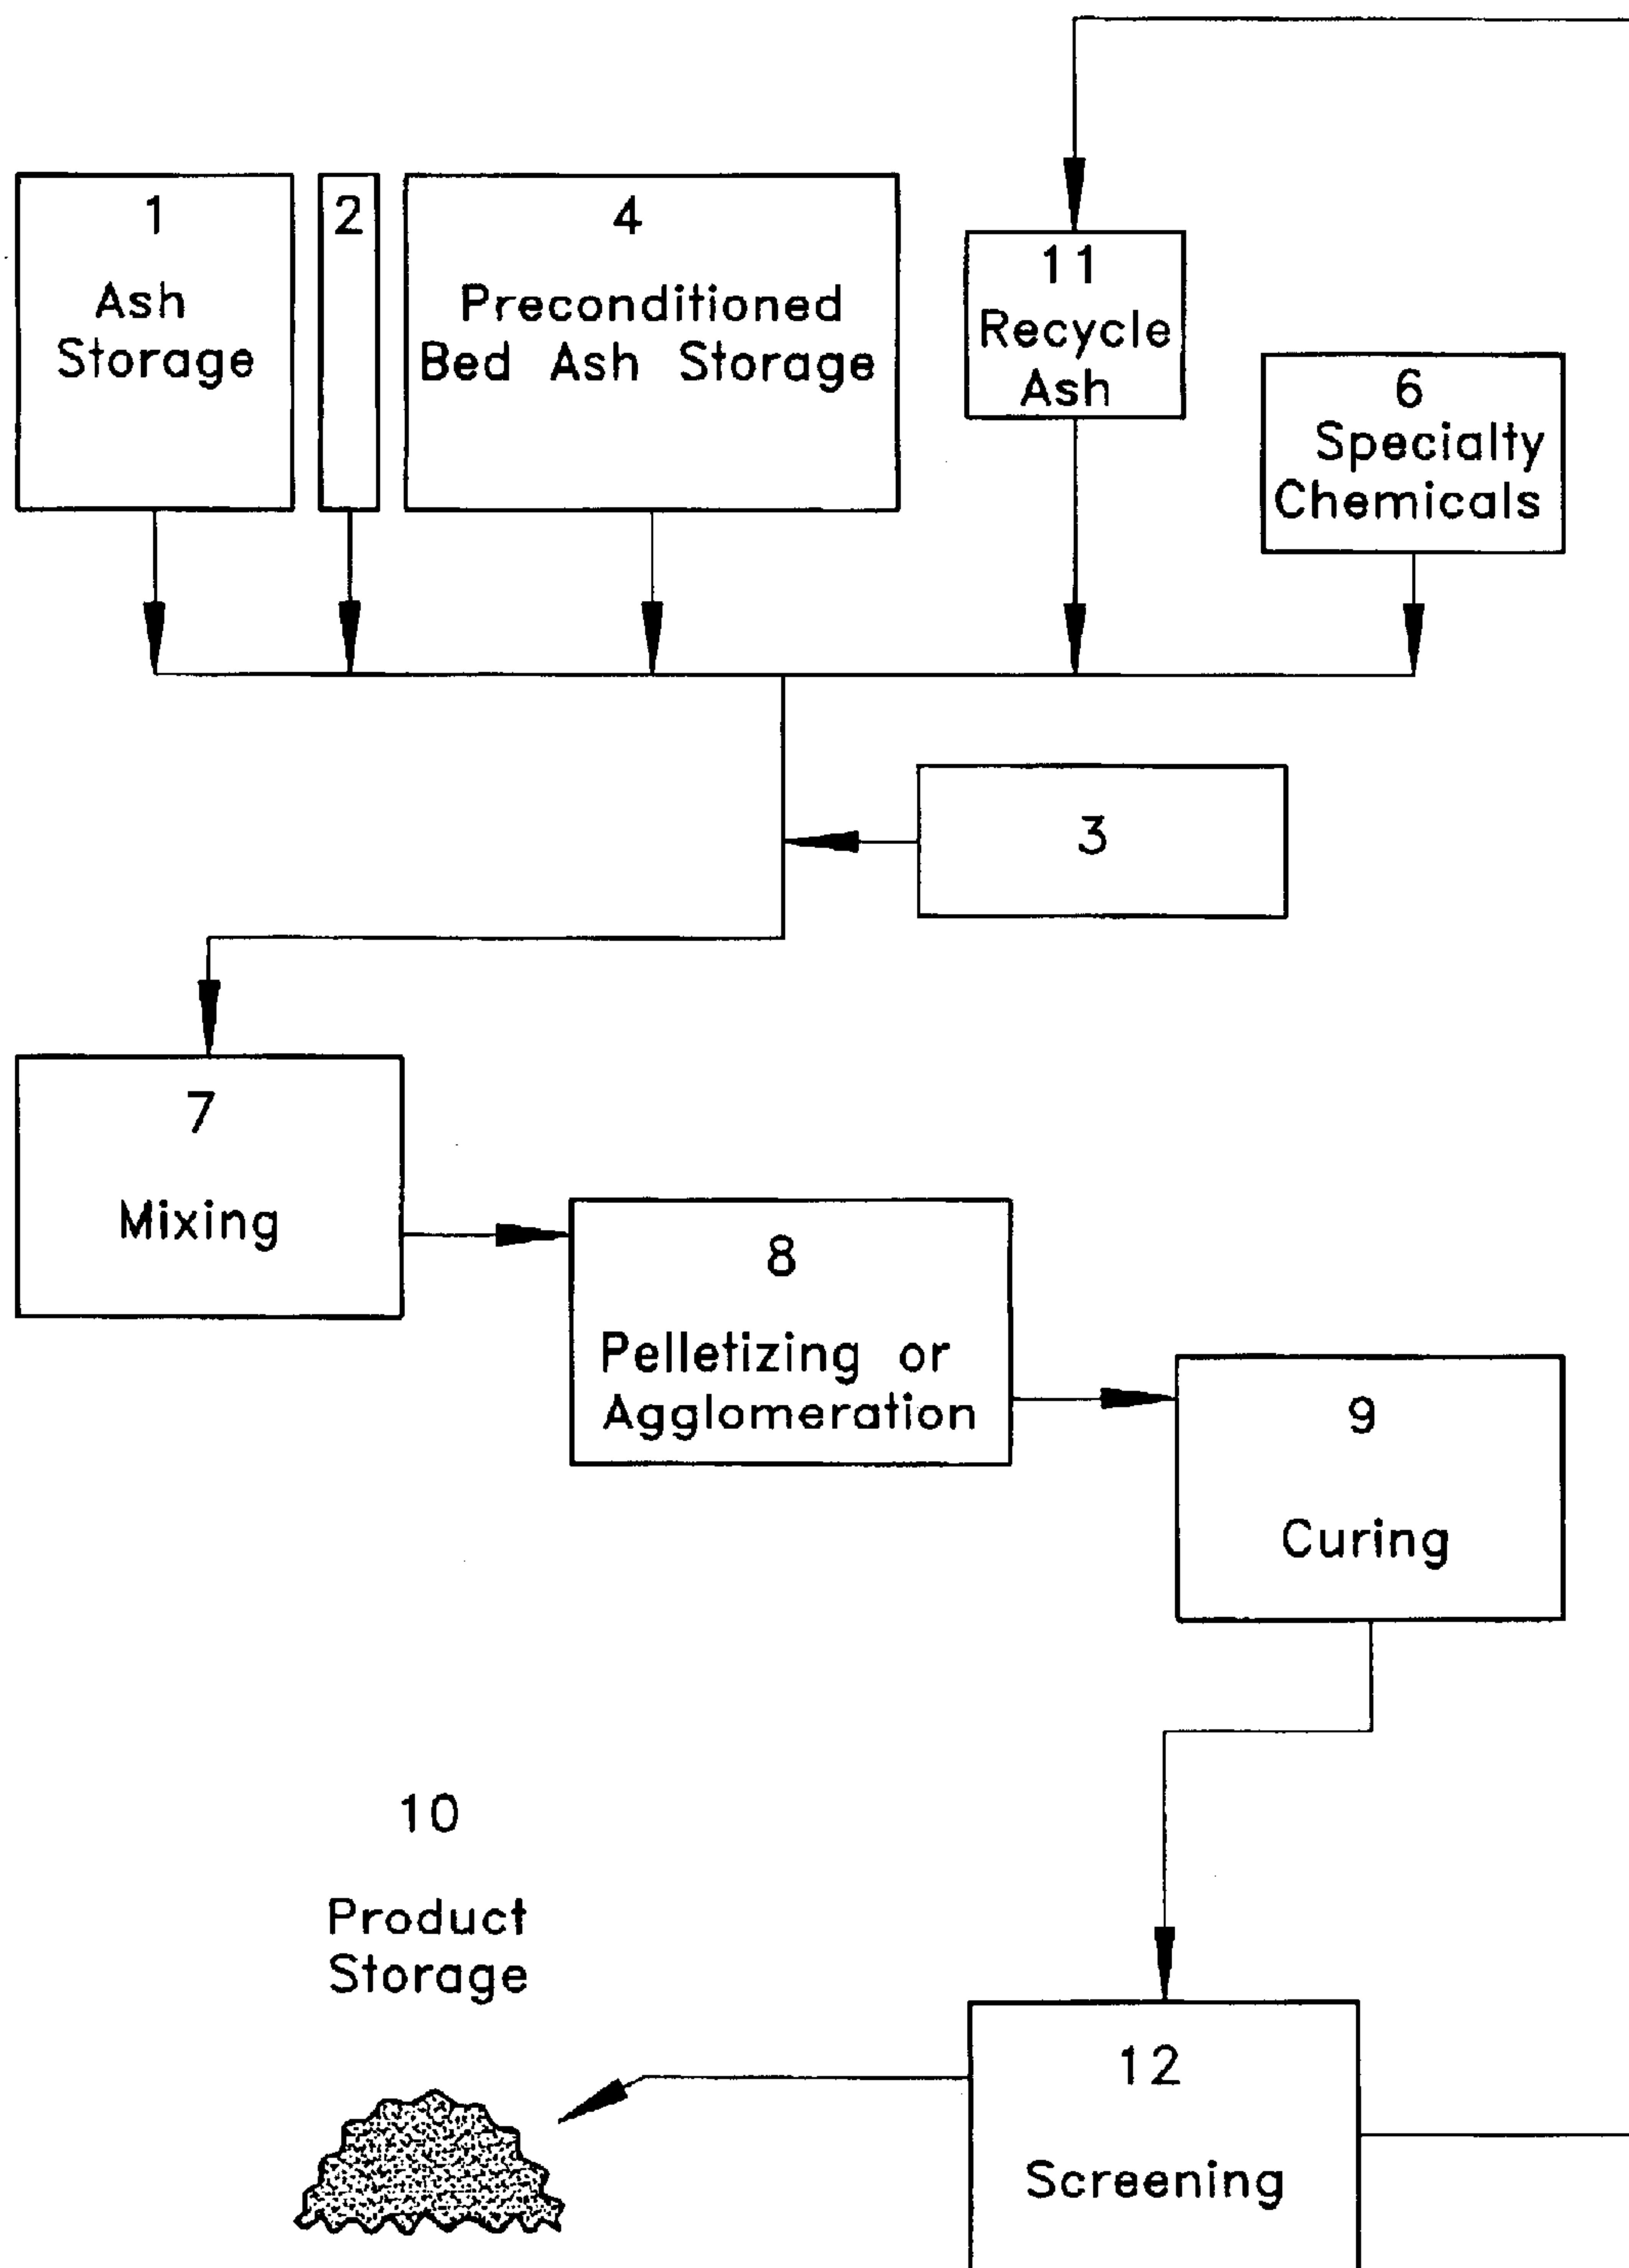 1
Ash
Storage
2
4
Preconditioned
Bed Ash Storage
11
Recycle
Ash
6
Specialty
Chemicals
3
7
Mixing
8
Pelletizing or
Agglomeration
9
Curing
10
Product
Storage
12
Screening